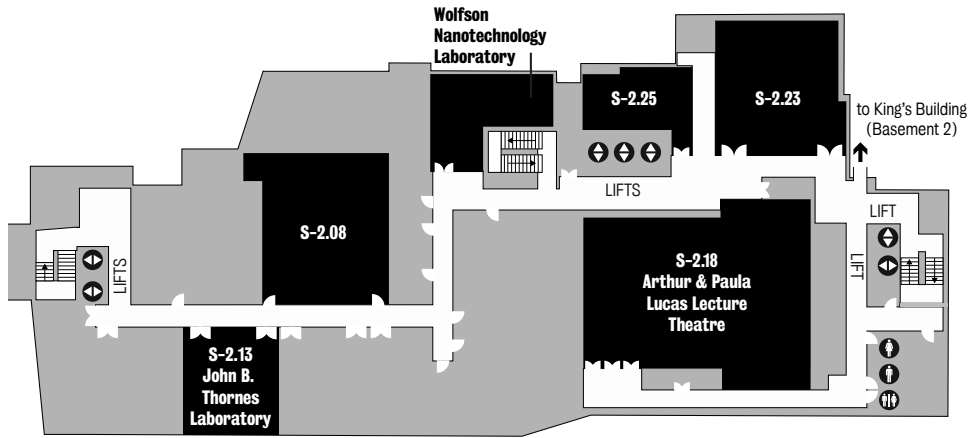 Wolfson
Nanotechnology
Laboratory
S-2.25
S-2.23
to King's Building
(Basement 2)
LIFTS
S-2.08
LIFT
LIFTS
S-2.18
Arthur & Paula
Lucas Lecture
Theatre
LIFT
S-2.13
John B.
Thornes
Laboratory